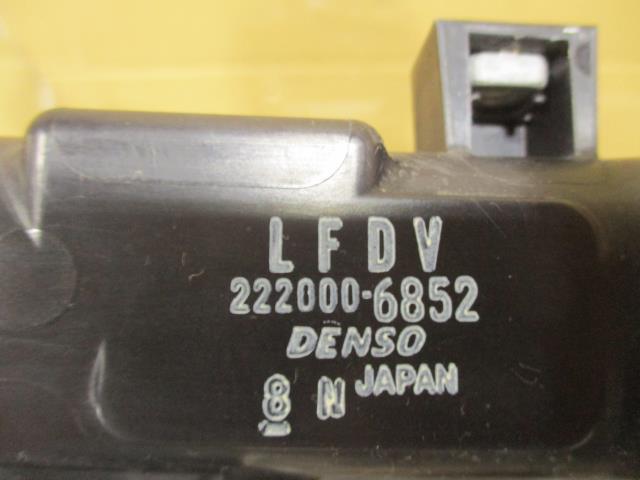 LFDV
222000-6852
DENSO
8 N JAPAN